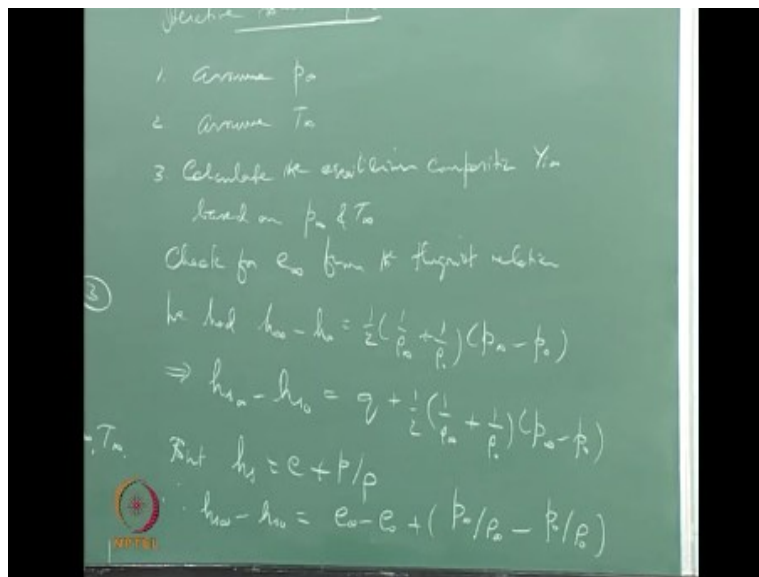 Iterative
1. assume p∞
2 assume T∞
3. Calculate the equilibrium composition Yi∞
based on p∞ & T∞
Check for e∞ from the Hugoniot relation
3
We had h∞ - h₀ = 1/2 (1/ρ∞ + 1/ρ₀)(p∞ - p₀)
⇒ hs∞ - hs₀ = q + 1/2 (1/ρ∞ + 1/ρ₀)(p∞ - p₀)
T∞. But hs = e + p/ρ
∴ hs∞ - hs₀ = e∞ - e₀ + (p∞/ρ∞ - p₀/ρ₀)
NPTEL